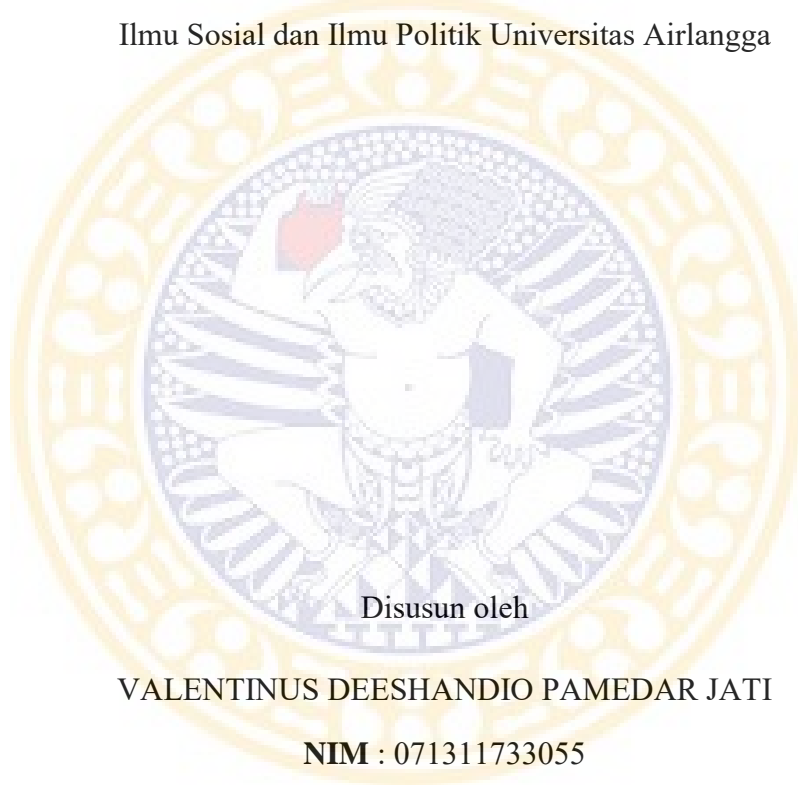 Ilmu Sosial dan Ilmu Politik Universitas Airlangga
Disusun oleh
VALENTINUS DEESHANDIO PAMEDAR JATI
NIM : 071311733055